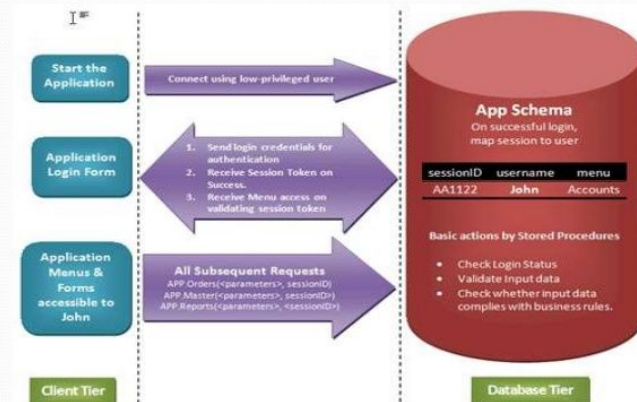 Start the
Application
Connect using low-privileged user
App Schema
On successful login,
map session to user
sessionID username menu
AA1122 John Accounts
Application
Login Form
1. Send login credentials for
authentication
2. Receive Session Token on
Success.
3. Receive Menu access on
validating session token
Basic actions by Stored Procedures
• Check Login Status
• Validate Input data
• Check whether input data
complies with business rules.
Application
Menus &
Forms
accessible to
John
All Subsequent Requests
APP.Orders(<parameters>, sessionID)
APP.Master(<parameters>, sessionID>)
APP.Reports(<parameters>, <sessionID>)
Client Tier
Database Tier